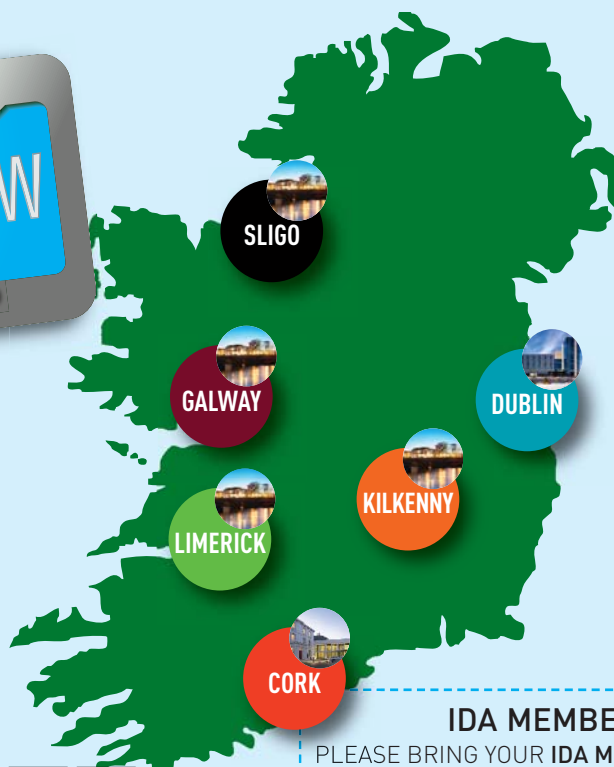 W
SLIGO
GALWAY
DUBLIN
KILKENNY
LIMERICK
CORK
IDA MEMBE
PLEASE BRING YOUR IDA M